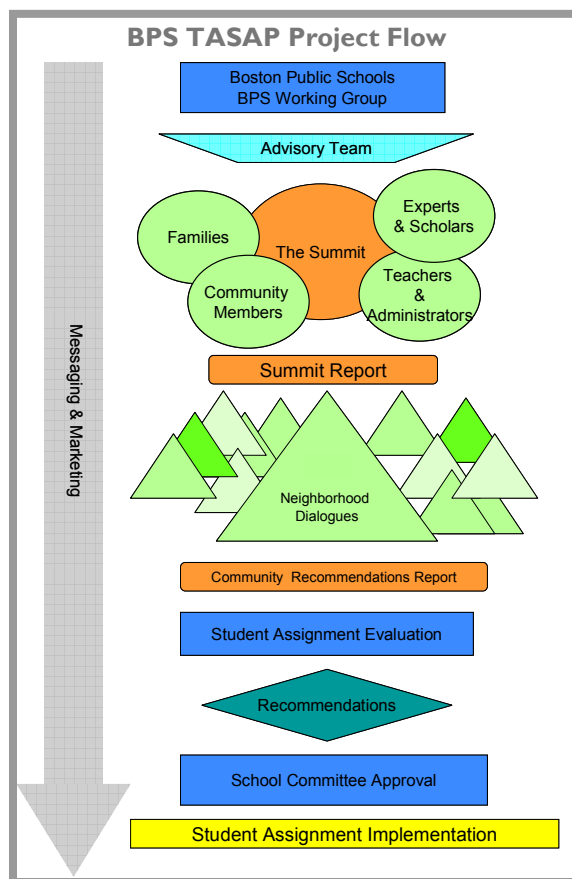 BPS TASAP Project Flow
Boston Public Schools
BPS Working Group
Advisory Team
Families
The Summit
Experts
& Scholars
Community
Members
Teachers
&
Administrators
Summit Report
Messaging & Marketing
Neighborhood
Dialogues
Community Recommendations Report
Student Assignment Evaluation
Recommendations
School Committee Approval
Student Assignment Implementation